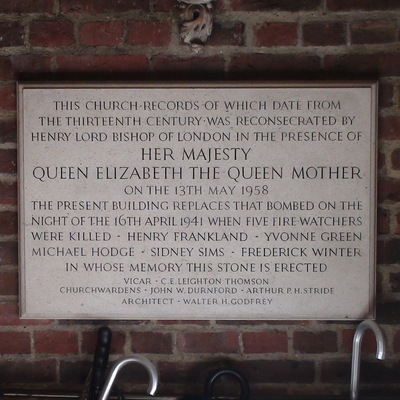 THIS CHURCH·RECORDS OF WHICH DATE FROM
THE THIRTEENTH CENTURY·WAS RECONSECRATED BY
HENRY LORD BISHOP OF LONDON IN THE PRESENCE OF
HER MAJESTY
QUEEN ELIZABETH THE QUEEN MOTHER
ON THE 13TH MAY 1958
THE PRESENT BUILDING REPLACES THAT BOMBED ON THE
NIGHT OF THE 16TH APRIL 1941 WHEN FIVE FIRE-WATCHERS
WERE KILLED - HENRY FRANKLAND - YVONNE GREEN
MICHAEL HODGE - SIDNEY SIMS - FREDERICK WINTER
IN WHOSE MEMORY THIS STONE IS ERECTED
VICAR - C.E. LEIGHTON THOMSON
CHURCHWARDENS - JOHN W. DURNFORD - ARTHUR P.H. STRIDE
ARCHITECT - WALTER H. GODFREY